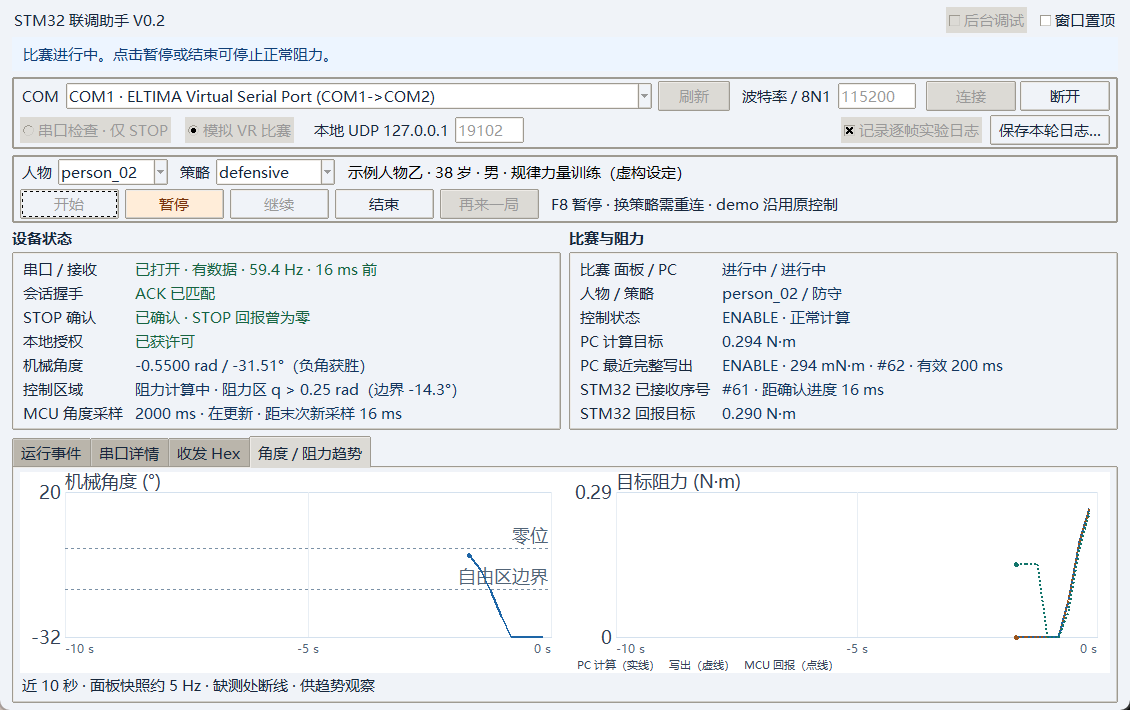 STM32 联调助手 V0.2
后台调试 窗口置顶
比赛进行中。点击暂停或结束可停止正常阻力。
COM COM1 · ELTIMA Virtual Serial Port (COM1->COM2) 刷新 波特率 / 8N1 115200 连接 断开
串口检查 · 仅 STOP 模拟 VR 比赛 本地 UDP 127.0.0.1 19102 记录逐帧实验日志 保存本轮日志...
人物 person_02 策略 defensive 示例人物乙 · 38 岁 · 男 · 规律力量训练（虚构设定）
开始 暂停 继续 结束 再来一局 F8 暂停 · 换策略需重连 · demo 沿用原控制
设备状态
串口 / 接收 已打开 · 有数据 · 59.4 Hz · 16 ms 前
会话握手 ACK 已匹配
STOP 确认 已确认 · STOP 回报曾为零
本地授权 已获许可
机械角度 -0.5500 rad / -31.51°（负角获胜）
控制区域 阻力计算中 · 阻力区 q > 0.25 rad（边界 -14.3°）
MCU 角度采样 2000 ms · 在更新 · 距末次新采样 16 ms
比赛与阻力
比赛 面板 / PC 进行中 / 进行中
人物 / 策略 person_02 / 防守
控制状态 ENABLE · 正常计算
PC 计算目标 0.294 N·m
PC 最近完整写出 ENABLE · 294 mN·m · #62 · 有效 200 ms
STM32 已接收序号 #61 · 距确认进度 16 ms
STM32 回报目标 0.290 N·m
运行事件 串口详情 收发 Hex 角度 / 阻力趋势
机械角度 (°)
20
零位
自由区边界
-32
-10 s -5 s 0 s
目标阻力 (N·m)
0.29
0
-10 s -5 s 0 s
PC 计算（实线） 写出（虚线） MCU 回报（点线）
近 10 秒 · 面板快照约 5 Hz · 缺测处断线 · 供趋势观察